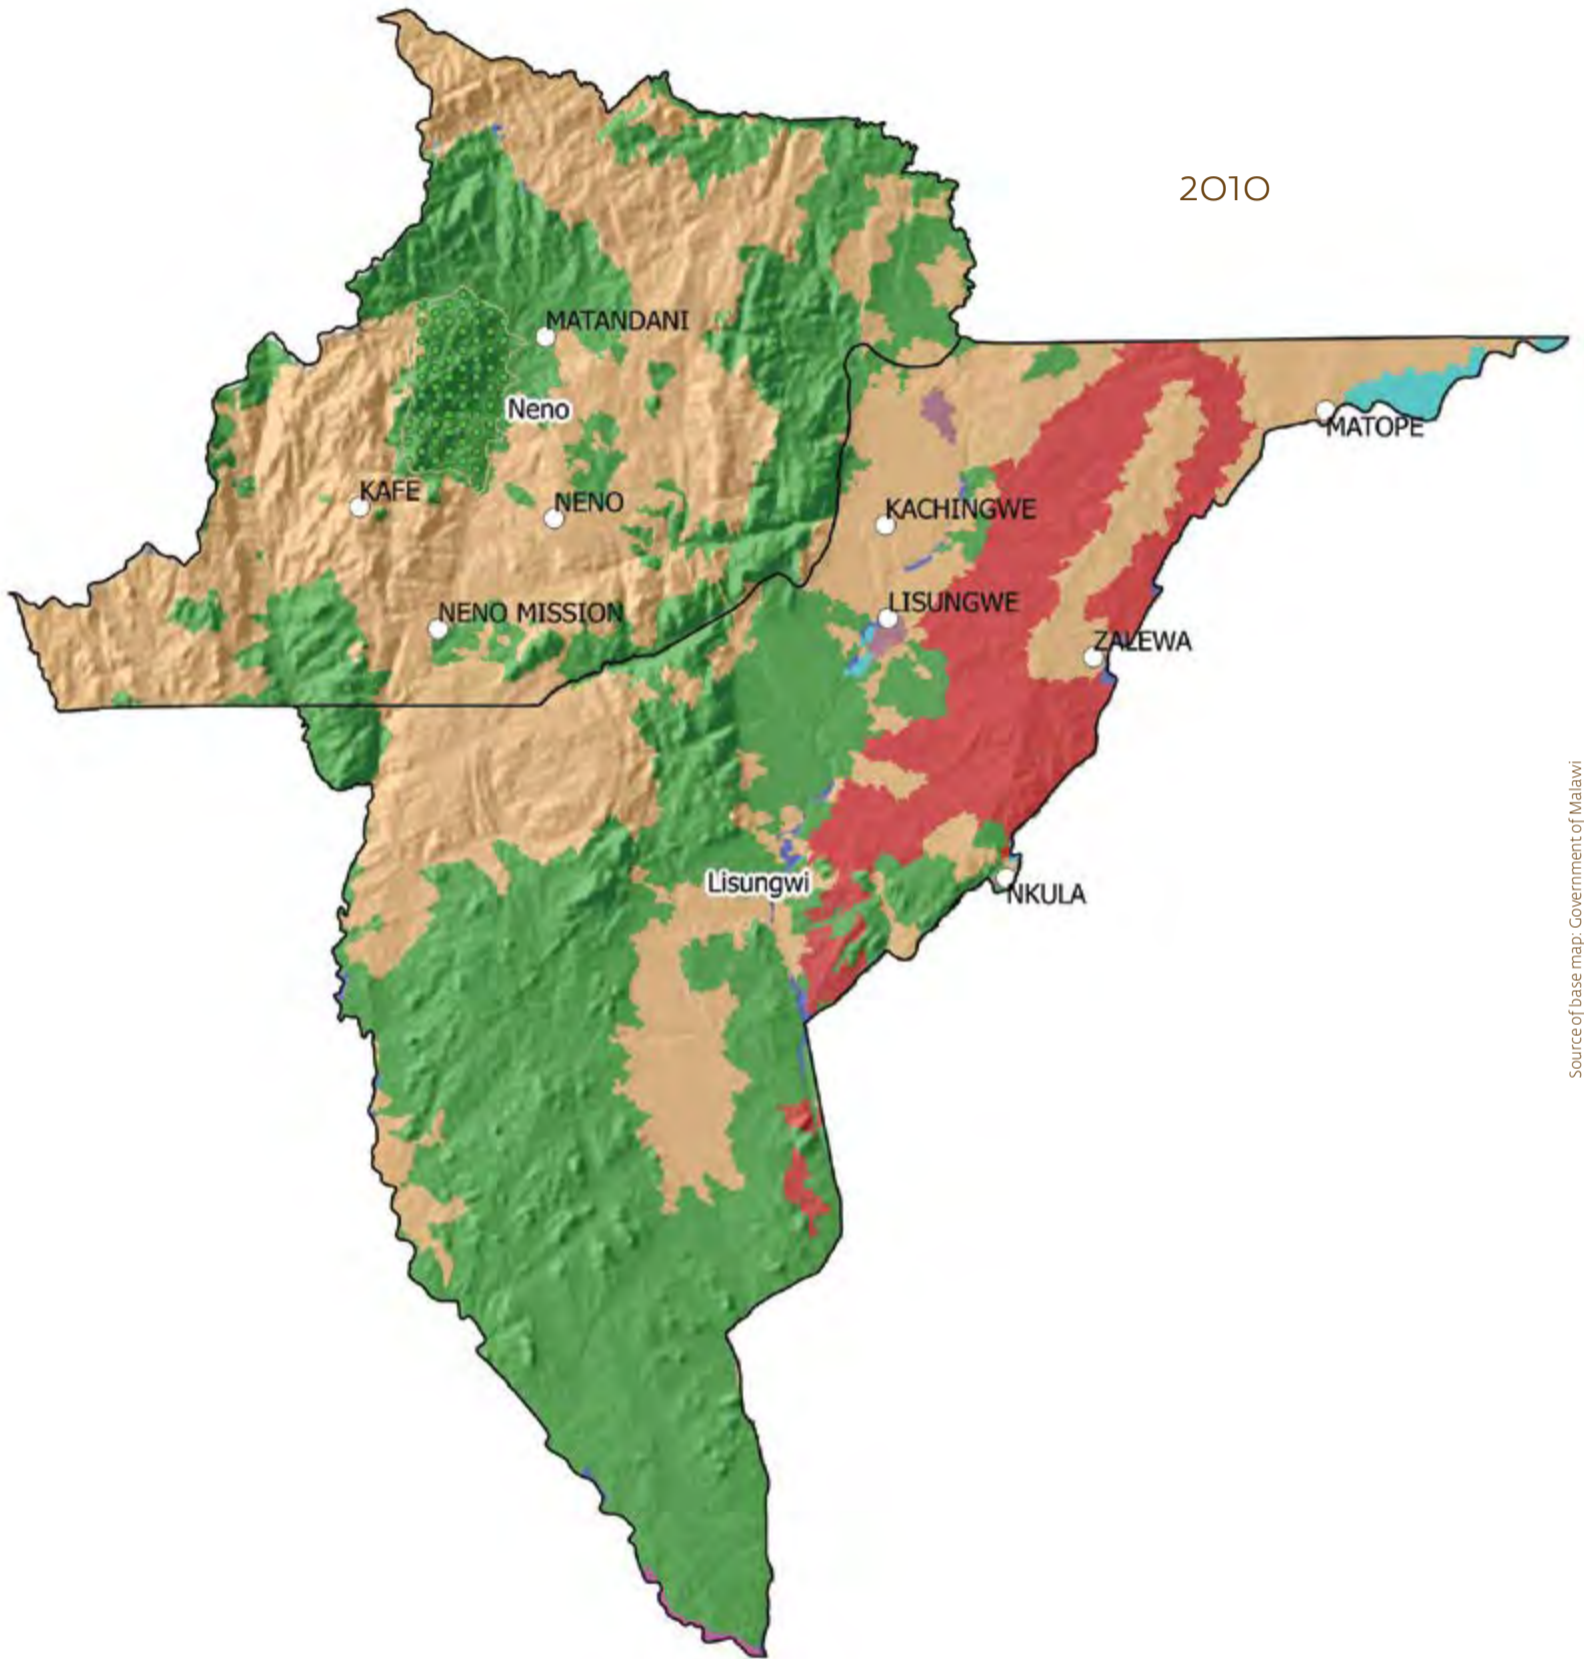 2010
MATANDANI
Neno
MATOPE
KAFE
NENO
KACHINGWE
LISUNGWE
NENO MISSION
ZALEWA
Lisungwi
NKULA
Source of base map: Government of Malawi